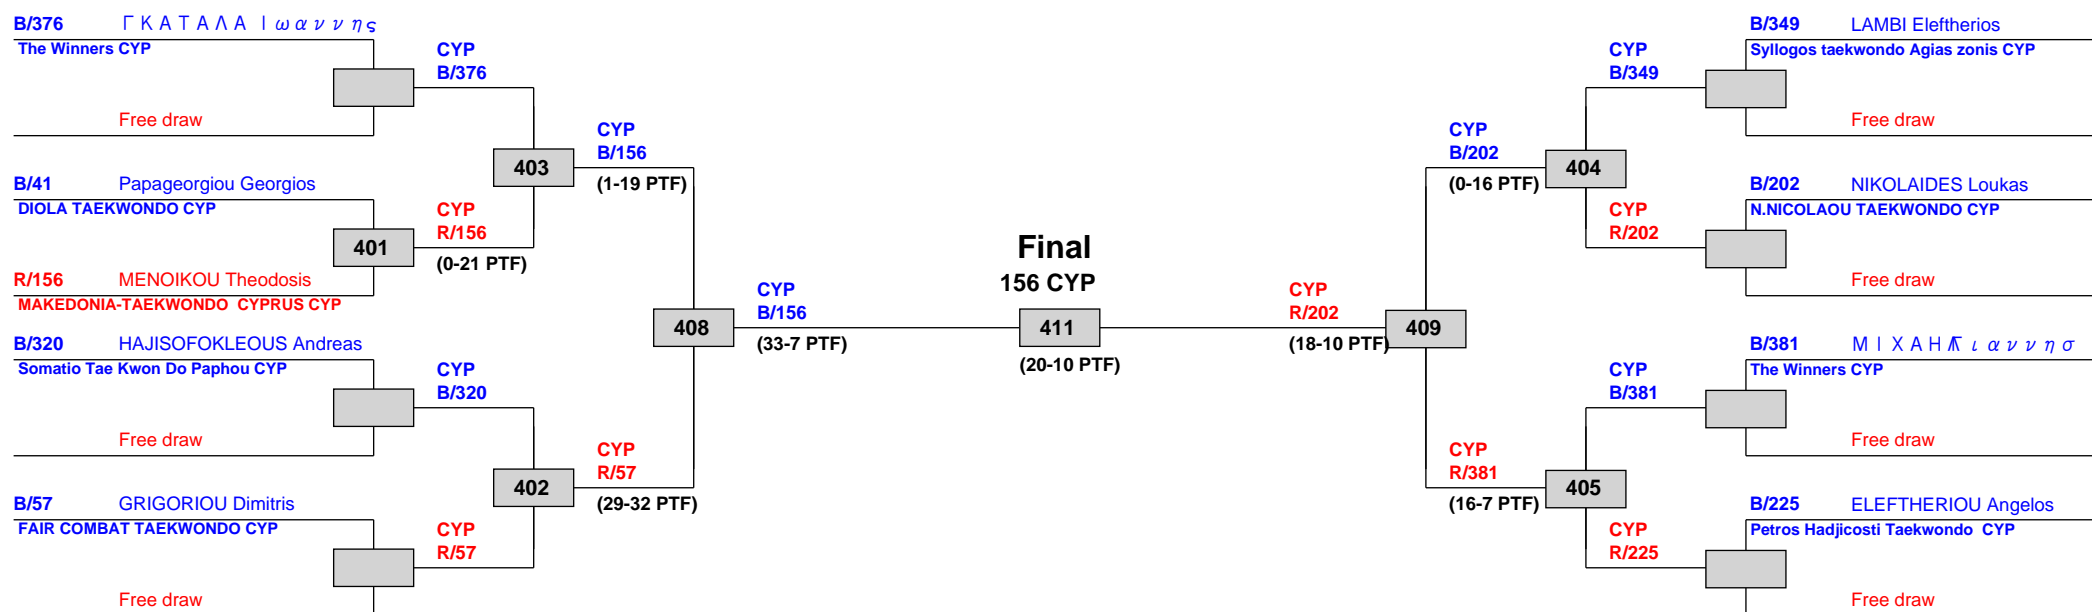 B/376 ΓΚΑΤΑΛΑ Ιωαννης
The Winners CYP
Free draw
B/41 Papageorgiou Georgios
DIOLA TAEKWONDO CYP
R/156 MENOIKOU Theodosis
MAKEDONIA-TAEKWONDO CYPRUS CYP
B/320 HAJISOFOKLEOUS Andreas
Somatio Tae Kwon Do Paphou CYP
Free draw
B/57 GRIGORIOU Dimitris
FAIR COMBAT TAEKWONDO CYP
Free draw
CYP
B/376
401
CYP
R/156
(0-21 PTF)
CYP
B/320
CYP
R/57
403
CYP
B/156
(1-19 PTF)
402
CYP
R/57
(29-32 PTF)
408
CYP
B/156
(33-7 PTF)
Final
156 CYP
411
(20-10 PTF)
CYP
R/202
(18-10 PTF)
409
CYP
B/202
(0-16 PTF)
404
CYP
R/381
(16-7 PTF)
405
CYP
B/349
CYP
R/202
CYP
B/381
CYP
R/225
B/349 LAMBI Eleftherios
Syllogos taekwondo Agias zonis CYP
Free draw
B/202 NIKOLAIDES Loukas
N.NICOLAOU TAEKWONDO CYP
Free draw
B/381 ΜΙΧΑΗΛ Γιαννησ
The Winners CYP
Free draw
B/225 ELEFTHERIOU Angelos
Petros Hadjicosti Taekwondo CYP
Free draw